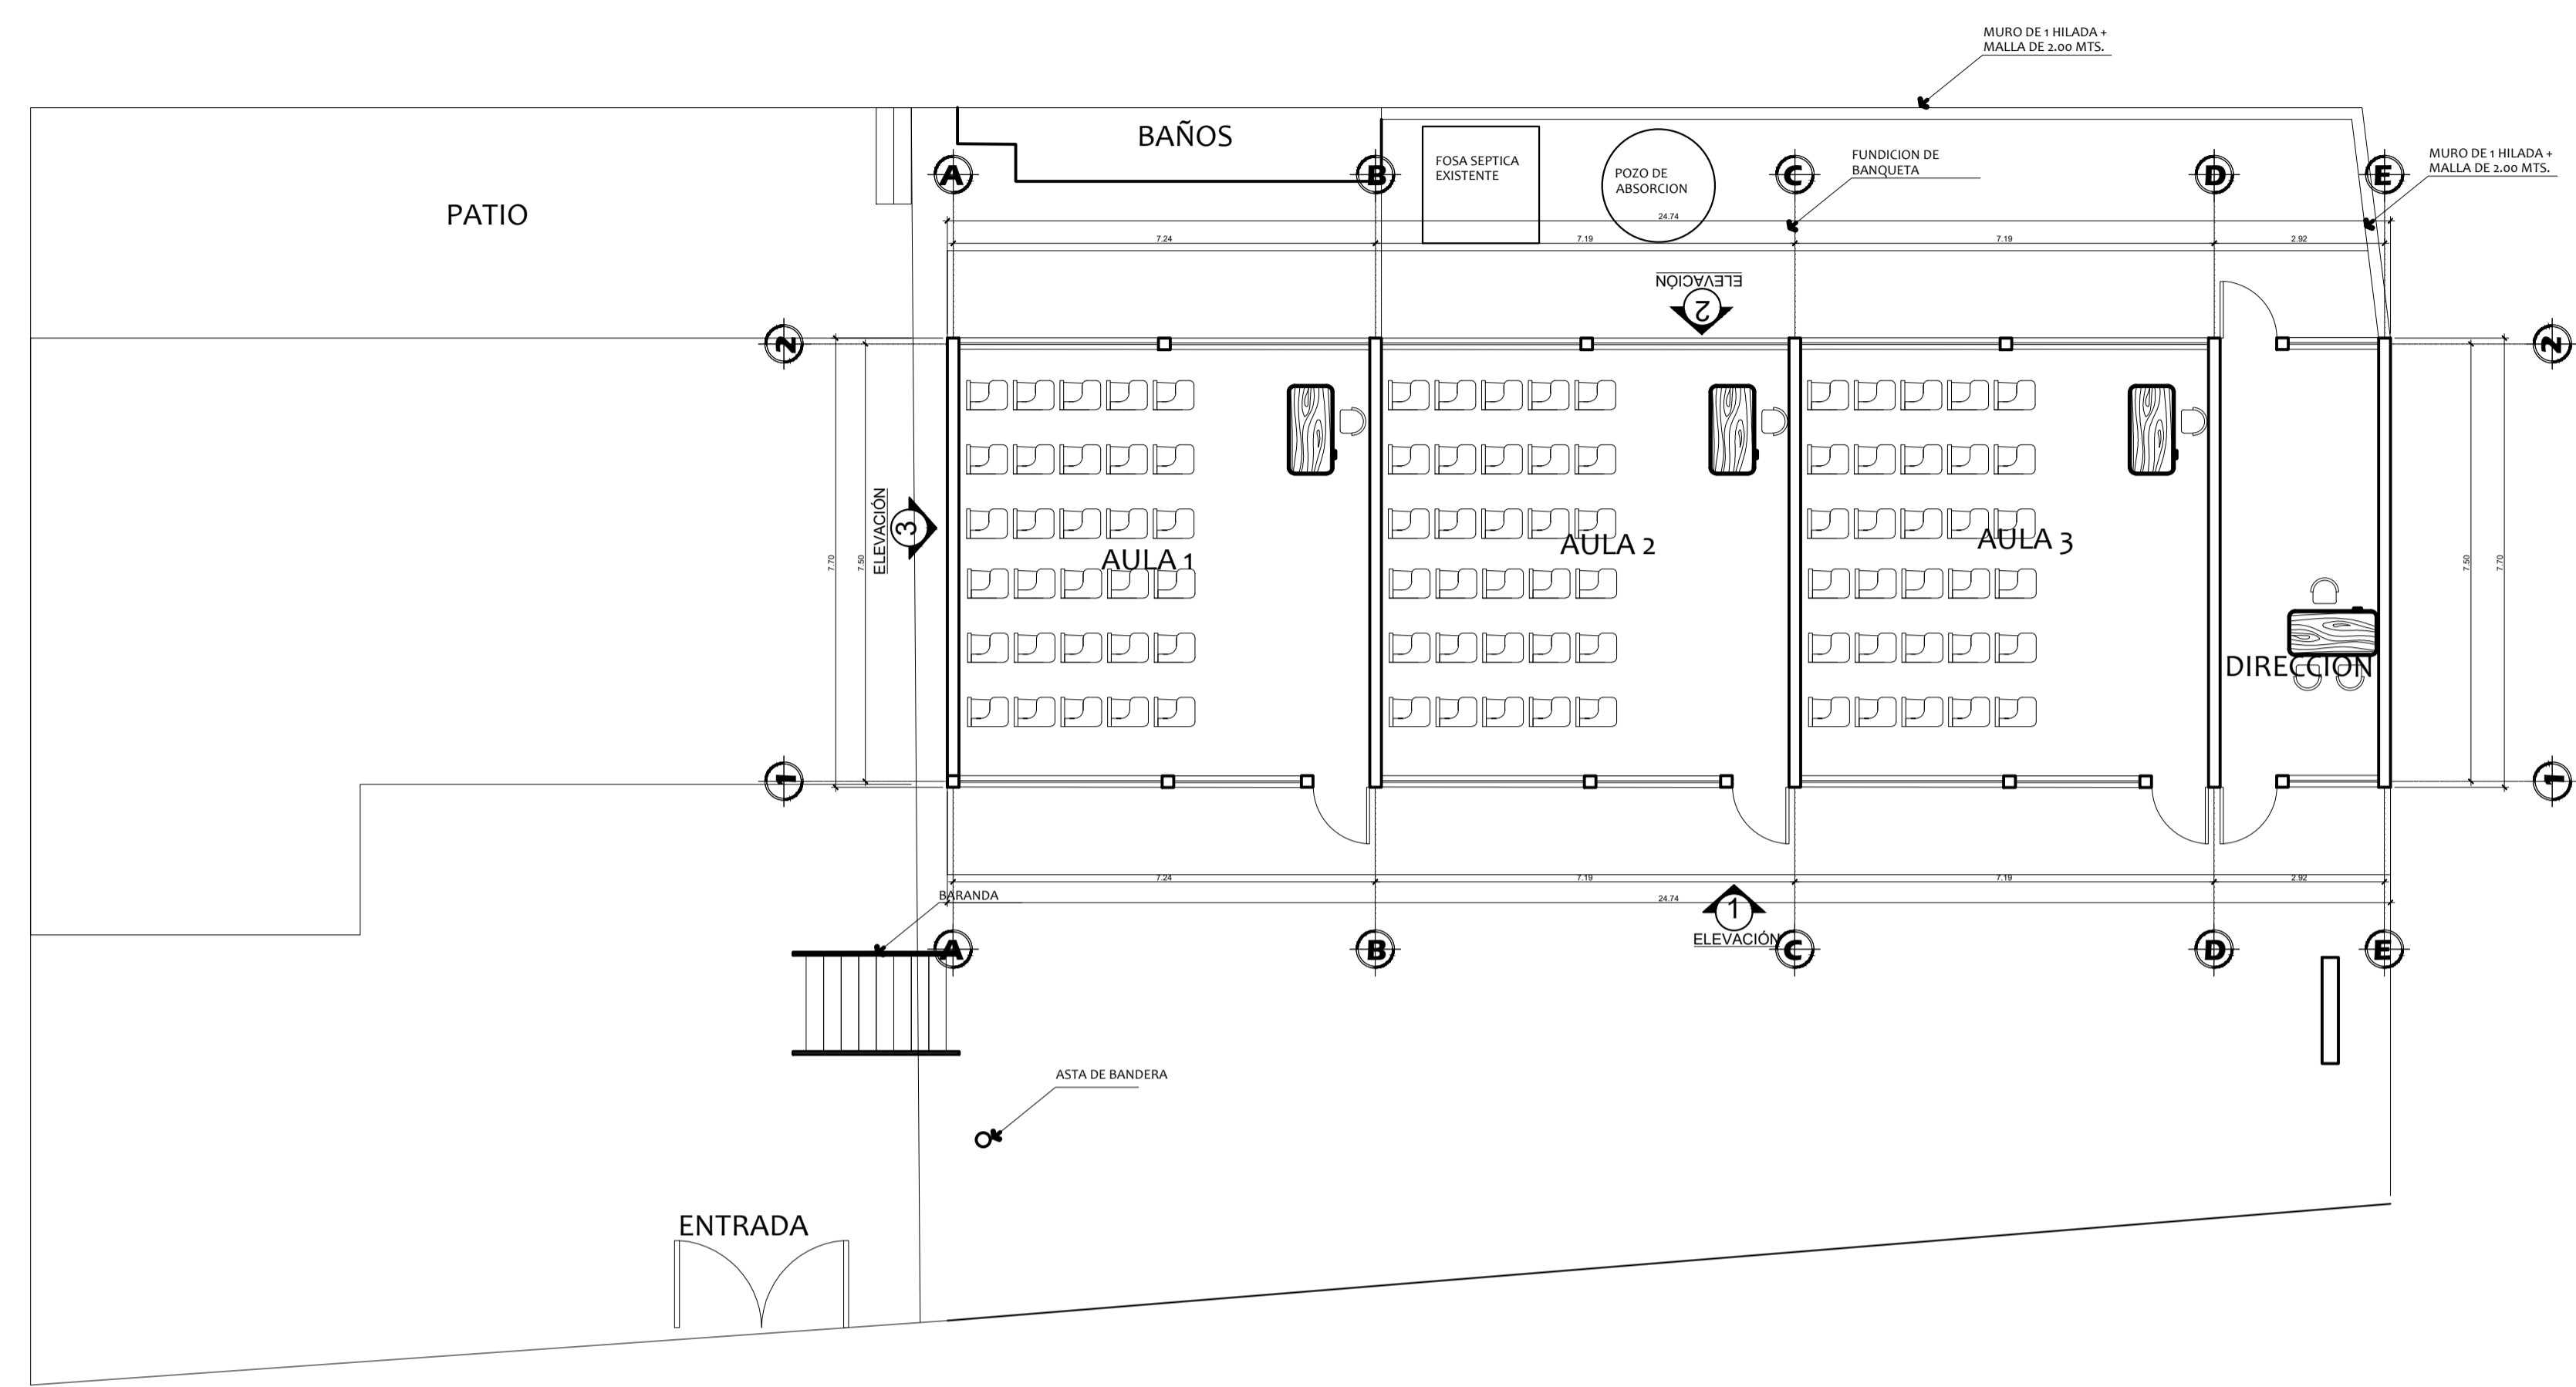 MURO DE 1 HILADA +
MALLA DE 2.00 MTS.
BAÑOS
FOSA SEPTICA
EXISTENTE
POZO DE
ABSORCION
FUNDICION DE
BANQUETA
MURO DE 1 HILADA +
MALLA DE 2.00 MTS.
A
B
C
D
E
PATIO
24.74
7.24
7.19
7.19
2.92
ELEVACIÓN
2
2
2
ELEVACIÓN
3
7.70
7.50
AULA 1
AULA 2
AULA 3
7.50
7.70
DIRECCION
1
1
7.24
7.19
7.19
2.92
BARANDA
24.74
1
ELEVACIÓN
A
B
C
D
E
ASTA DE BANDERA
ENTRADA